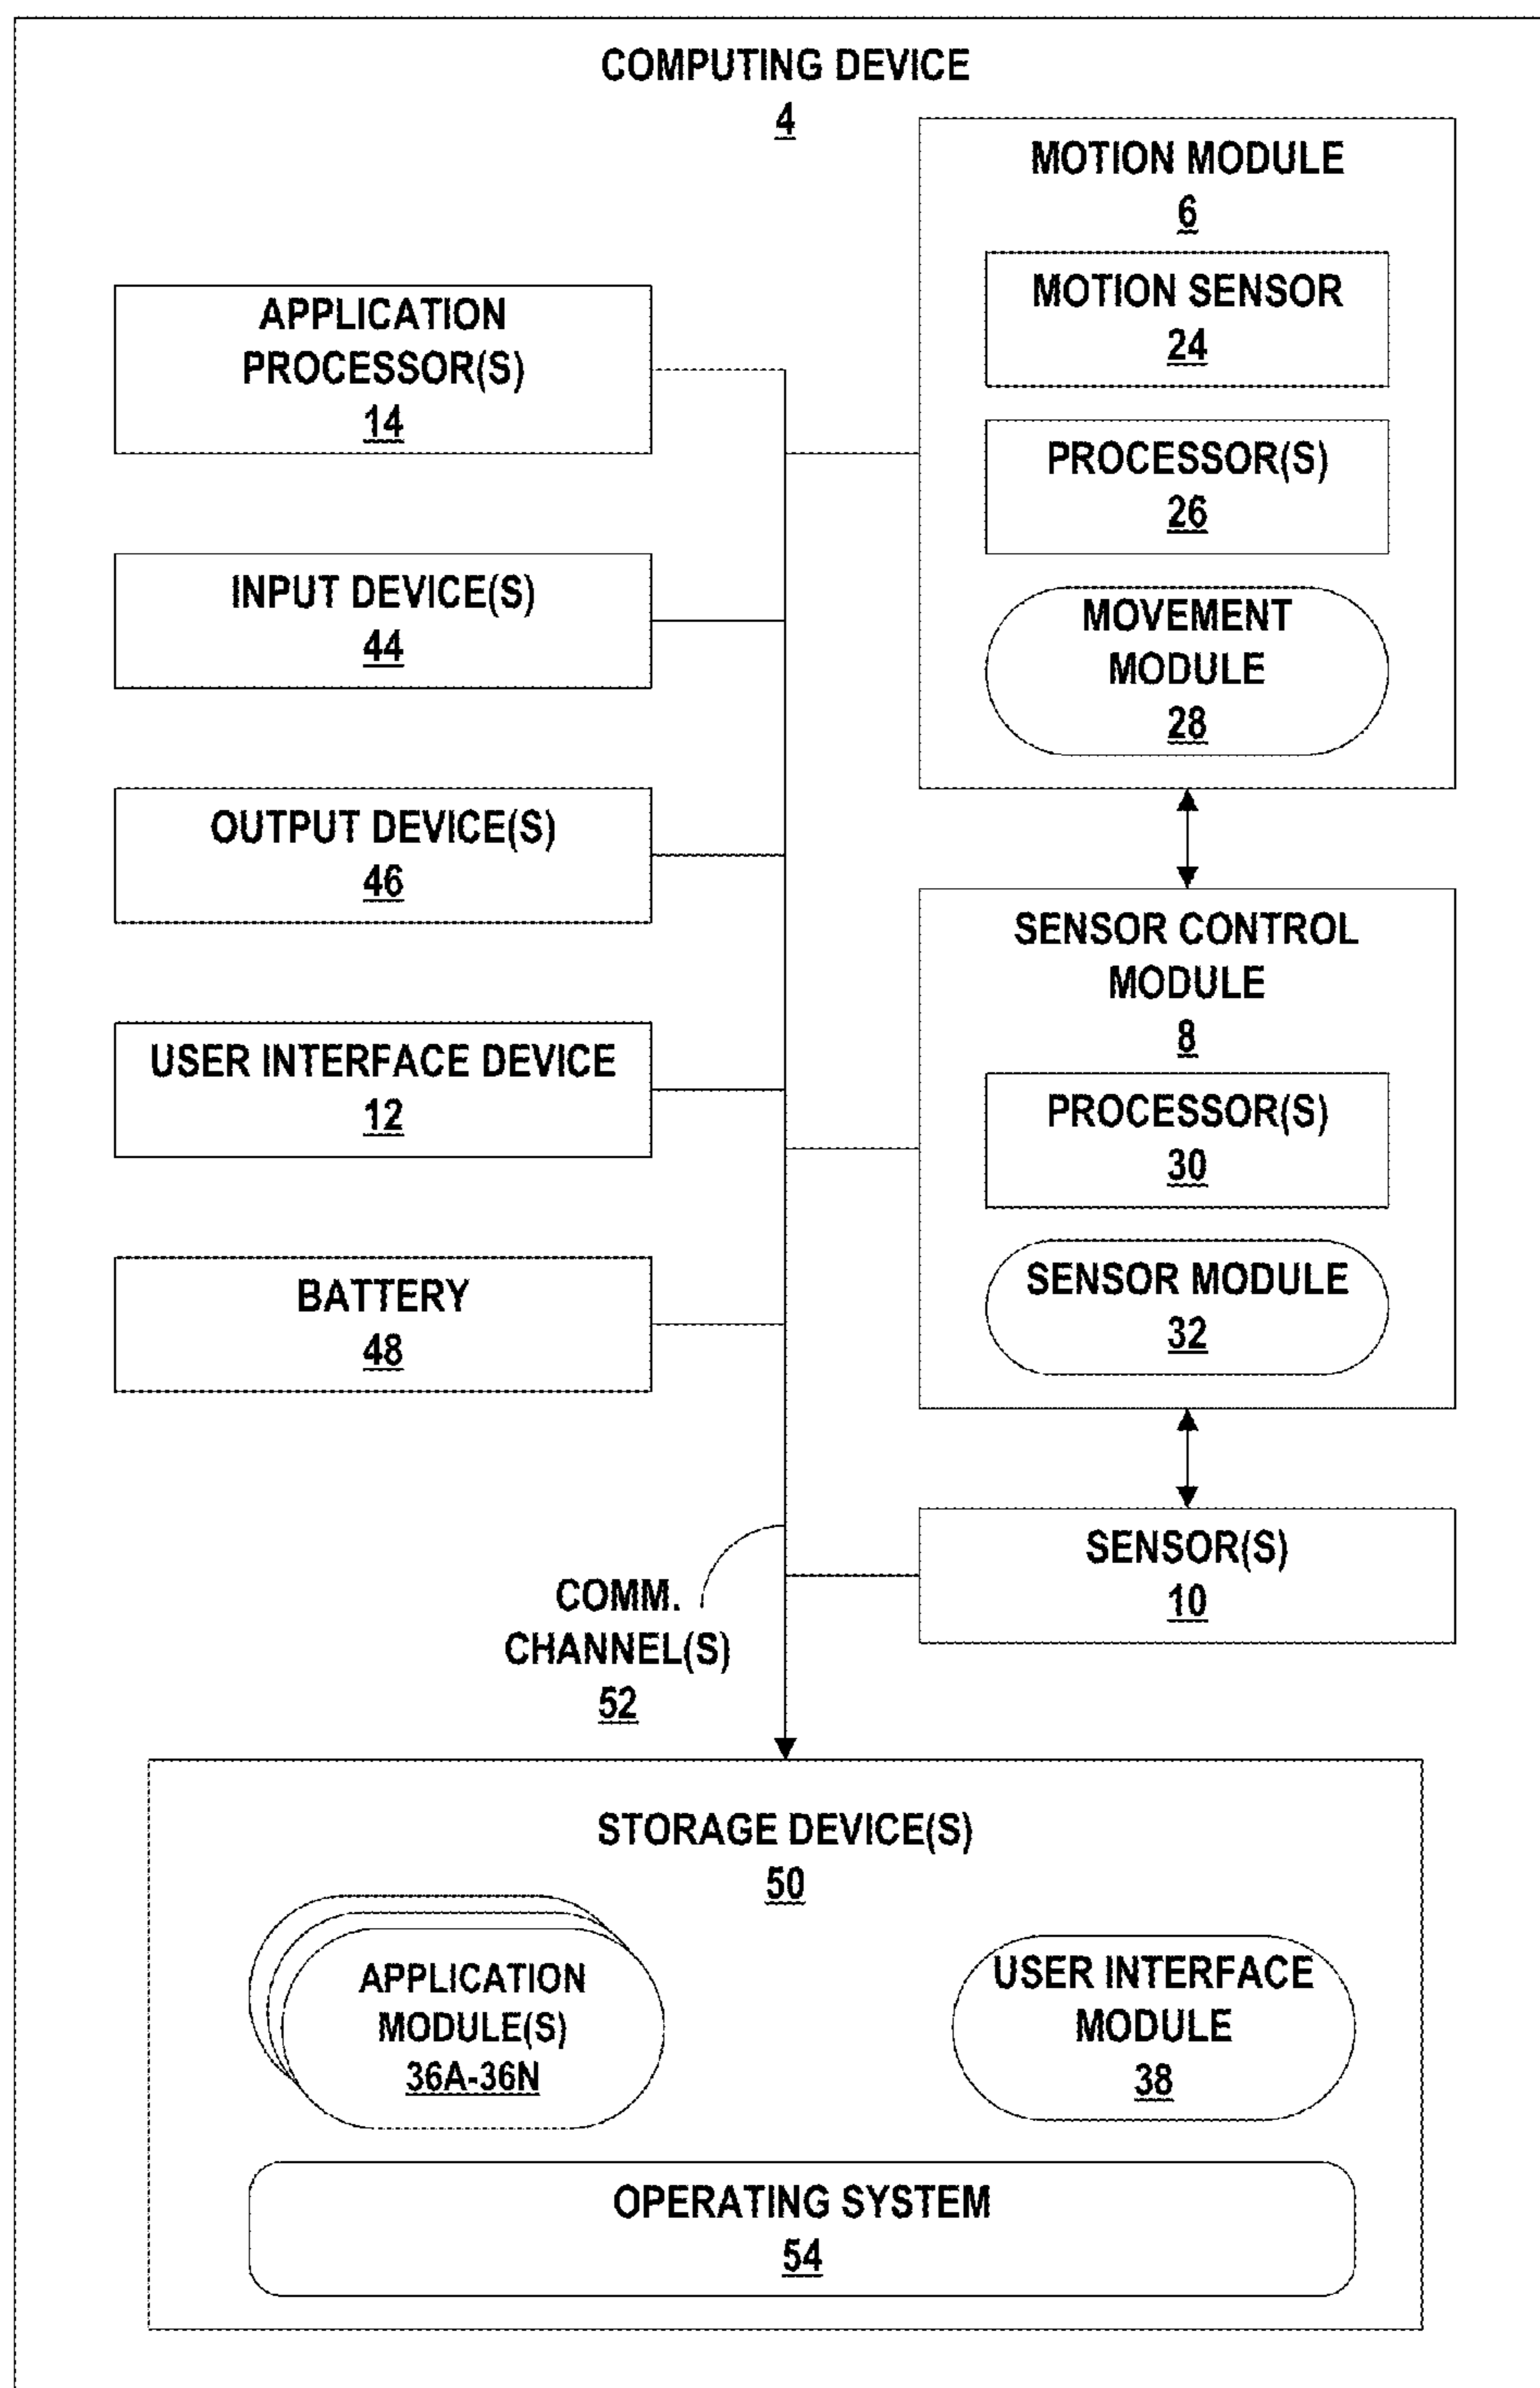 COMPUTING DEVICE
4
MOTION MODULE
6
MOTION SENSOR
24
PROCESSOR(S)
26
MOVEMENT
MODULE
28
APPLICATION
PROCESSOR(S)
14
INPUT DEVICE(S)
44
OUTPUT DEVICE(S)
46
USER INTERFACE DEVICE
12
BATTERY
48
SENSOR CONTROL
MODULE
8
PROCESSOR(S)
30
SENSOR MODULE
32
SENSOR(S)
10
COMM.
CHANNEL(S)
52
STORAGE DEVICE(S)
50
APPLICATION
MODULE(S)
36A-36N
USER INTERFACE
MODULE
38
OPERATING SYSTEM
54